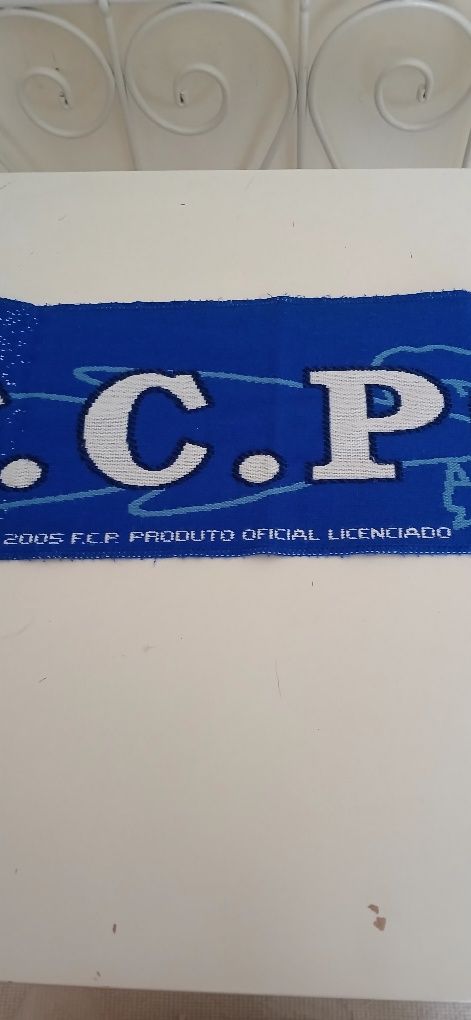 . C . P
2005 F.C.P. PRODUTO OFICIAL LICENCIADO